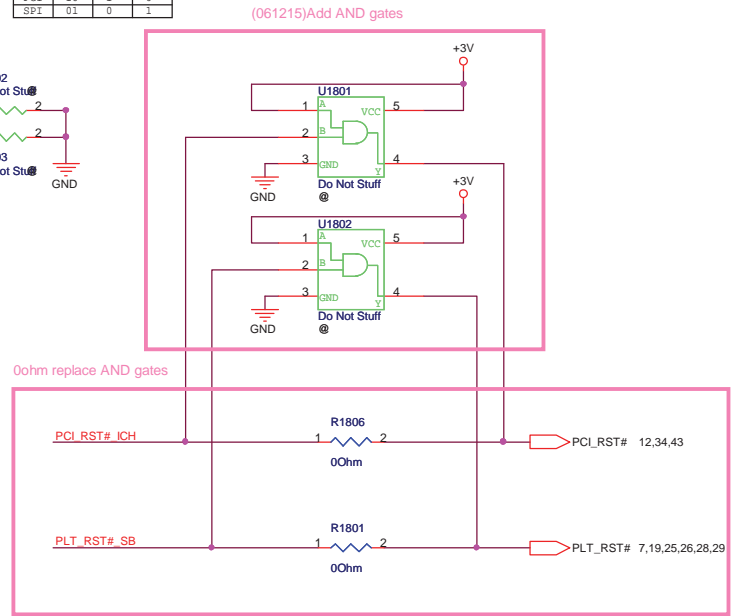 SPI 01 0 1
(061215)Add AND gates
+3V
U1801
1 A VCC 5
2 B
3 GND Y 4
GND
Do Not Stuff
@
+3V
U1802
1 A VCC 5
2 B
3 GND Y 4
GND
Do Not Stuff
@
2
2
GND
0ohm replace AND gates
PCI_RST#_ICH
R1806
1 2
0Ohm
PCI_RST# 12,34,43
PLT_RST#_SB
R1801
1 2
0Ohm
PLT_RST# 7,19,25,26,28,29